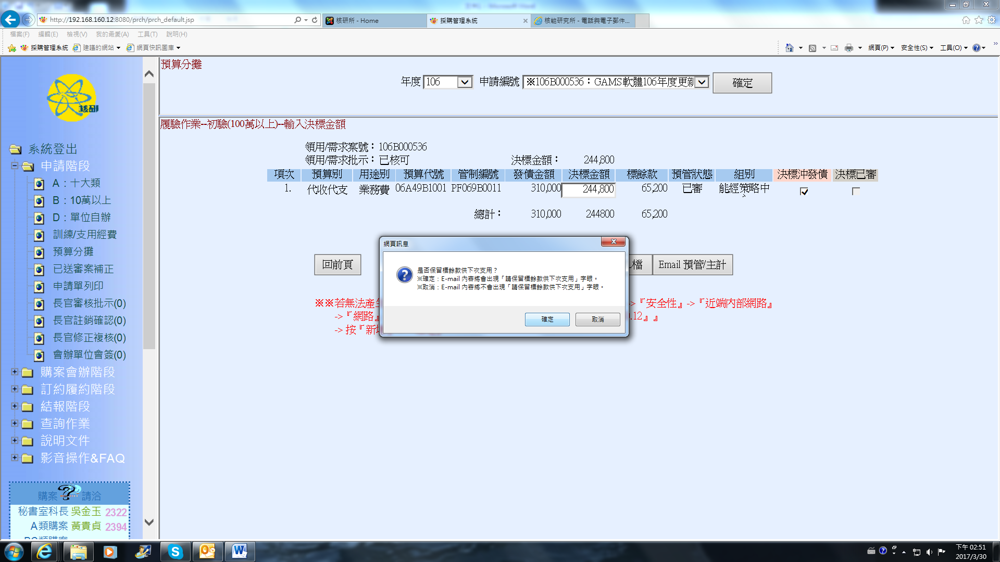 http://192.168.160.12:8080/prch/prch_default.jsp
核研所 - Home
採購管理系統
核能研究所 - 電話與電子郵件...
檔案(F) 編輯(E) 檢視(V) 我的最愛(A) 工具(T) 說明(H)
採購管理系統 建議的網站 網頁快訊圖庫
網頁(P) 安全性(S) 工具(O)
核研
系統登出
申請階段
A：十大類
B：10萬以上
D：單位自辦
訓練/支用經費
預算分攤
已送審案補正
申請單列印
長官審核批示(0)
長官註銷確認(0)
長官修正複核(0)
會辦單位會簽(0)
購案會辦階段
訂約履約階段
結報階段
查詢作業
說明文件
影音操作&FAQ
購案 請洽
秘書室科長 吳金玉 2322
A類購案 黃貴貞 2394
預算分攤
年度 106 申請編號 ※106B000536：GAMS軟體106年度更新 確定
履驗作業--初驗(100萬以上)--輸入決標金額
領用/需求案號：106B000536
領用/需求批示：已核可 決標金額： 244,800
項次 預算別 用途別 預算代號 管制編號 發債金額 決標金額 標餘款 預管狀態 組別 決標沖發債 決標已審
1. 代收代支 業務費 06A49B1001 PF069B0011 310,000 244,800 65,200 已審 能經策略中
總計： 310,000 244800 65,200
回前頁 檔 Email 預管/主計
網頁訊息
是否保留標餘款供下次支用？
※確定：E-mail 內容將會出現「請保留標餘款供下次支用」字眼。
※取消：E-mail 內容將不會出現「請保留標餘款供下次支用」字眼。
確定 取消
※※若無法產 ->『安全性』->『近端內部網路』
->『網路』 .12』』
-> 按『新
下午 02:51
2017/3/30